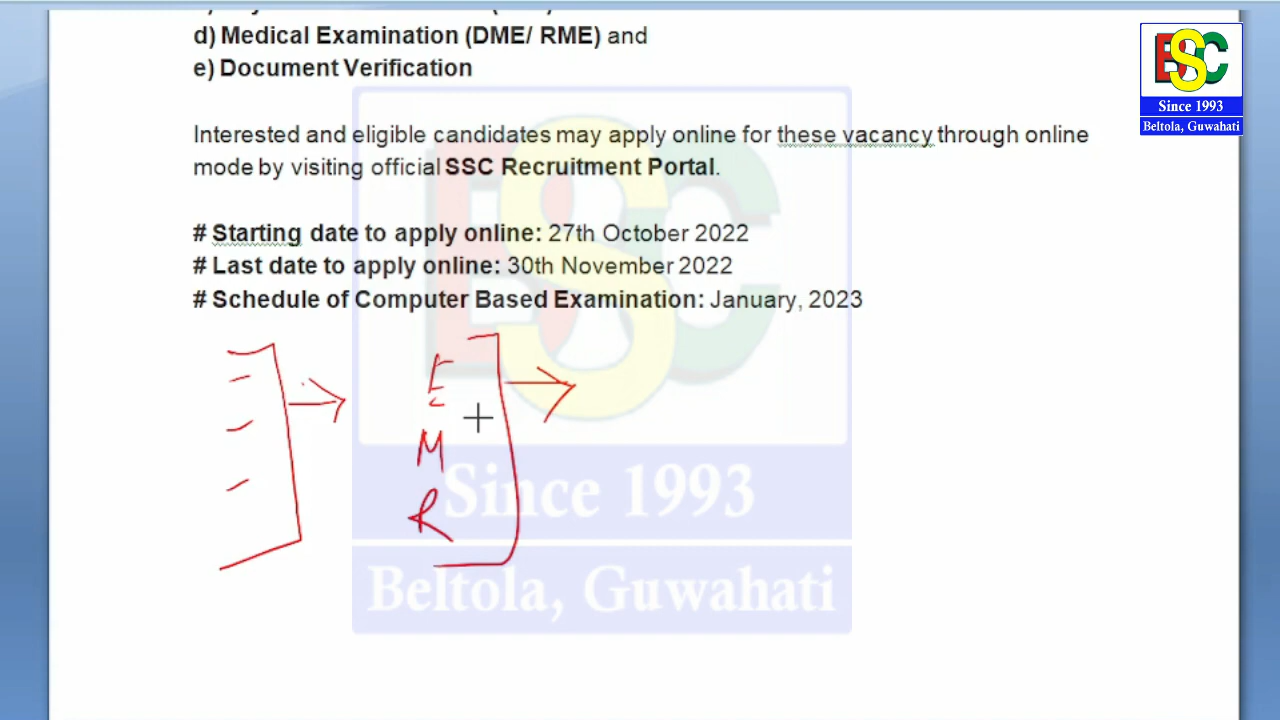 d) Medical Examination (DME/ RME) and
e) Document Verification
Interested and eligible candidates may apply online for these vacancy through online
mode by visiting official SSC Recruitment Portal.
# Starting date to apply online: 27th October 2022
# Last date to apply online: 30th November 2022
# Schedule of Computer Based Examination: January, 2023
E
M
R
BSC
Since 1993
Beltola, Guwahati
BSC
Since 1993
Beltola, Guwahati